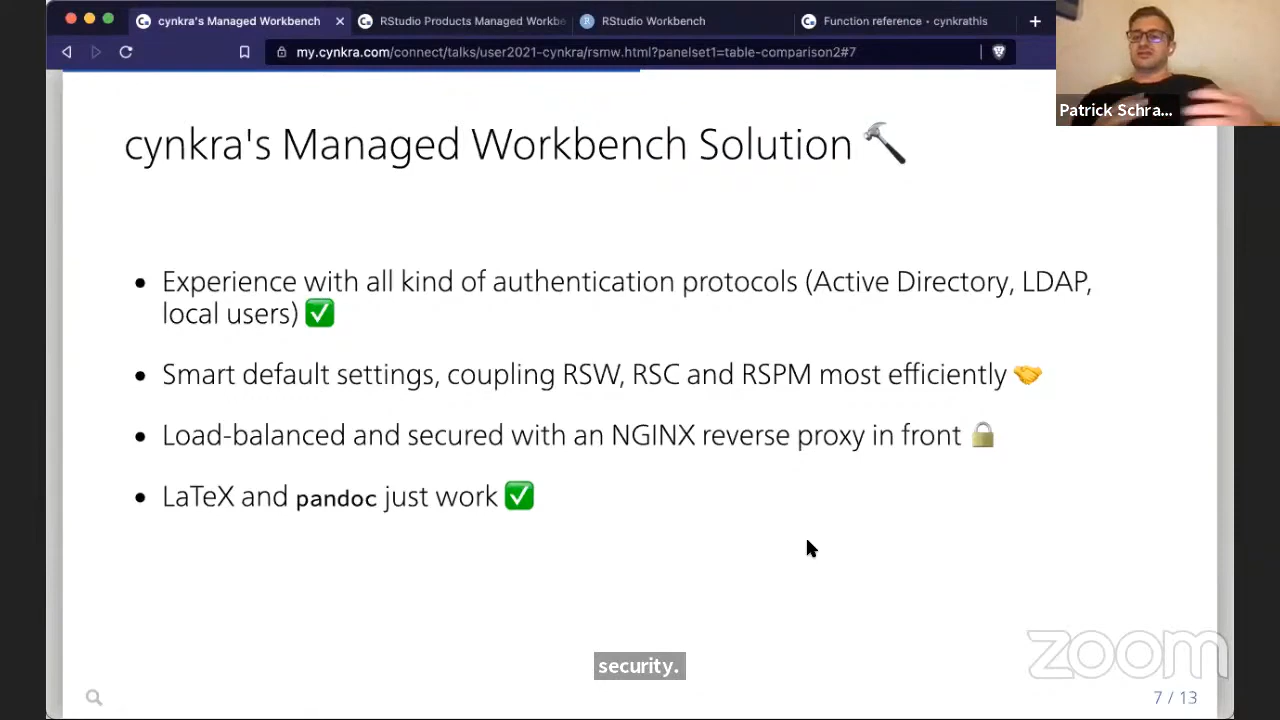 cynkra's Managed Workbench
RStudio Products Managed Workbe
RStudio Workbench
Function reference • cynkrathis
my.cynkra.com/connect/talks/user2021-cynkra/rsmw.html?panelset1=table-comparison2#7
Patrick Schra...
cynkra's Managed Workbench Solution
• Experience with all kind of authentication protocols (Active Directory, LDAP,
local users)
• Smart default settings, coupling RSW, RSC and RSPM most efficiently
• Load-balanced and secured with an NGINX reverse proxy in front
• LaTeX and pandoc just work
security.
zoom
7 / 13